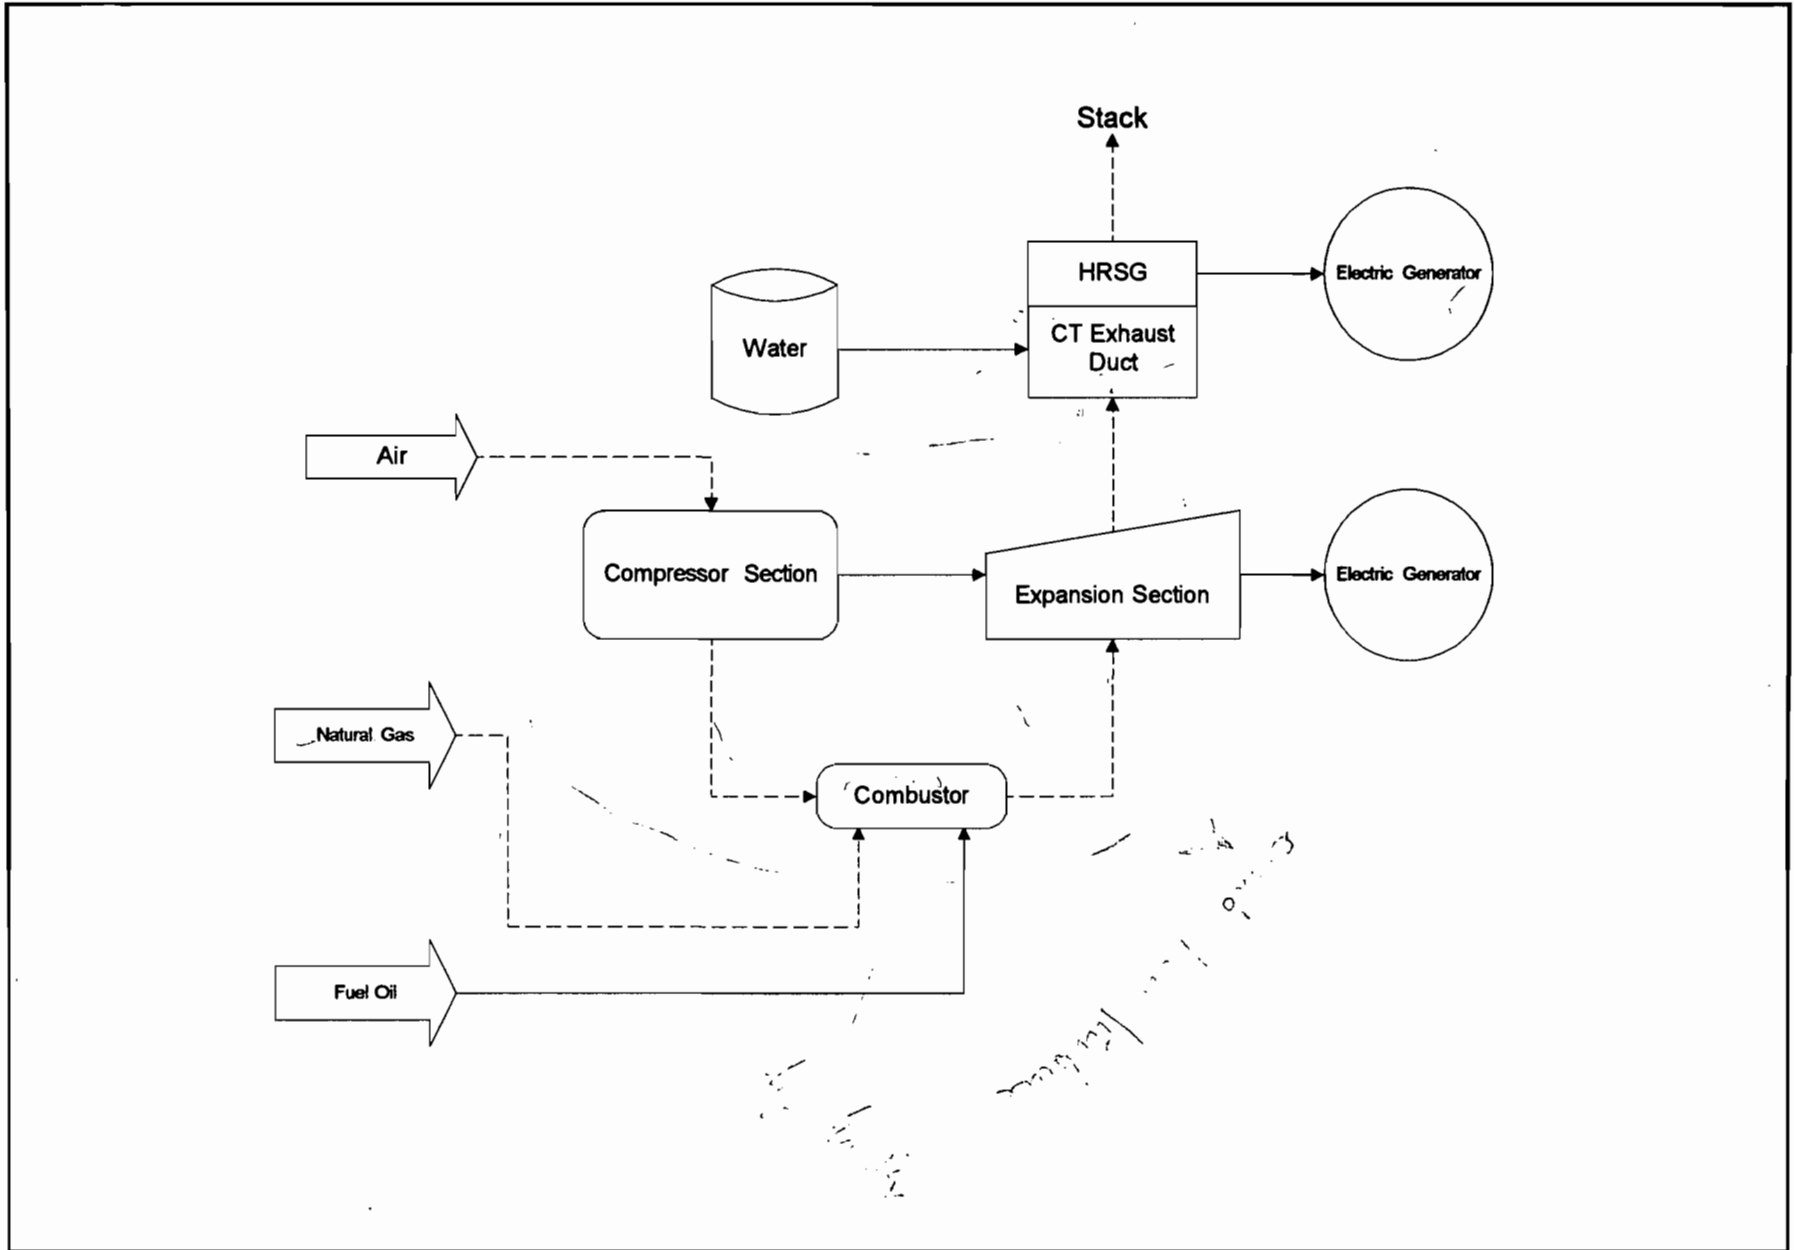 Stack
HRSG
Electric Generator
CT Exhaust
Duct
Water
Air
Compressor Section
Expansion Section
Electric Generator
Natural Gas
Combustor
Fuel Oil